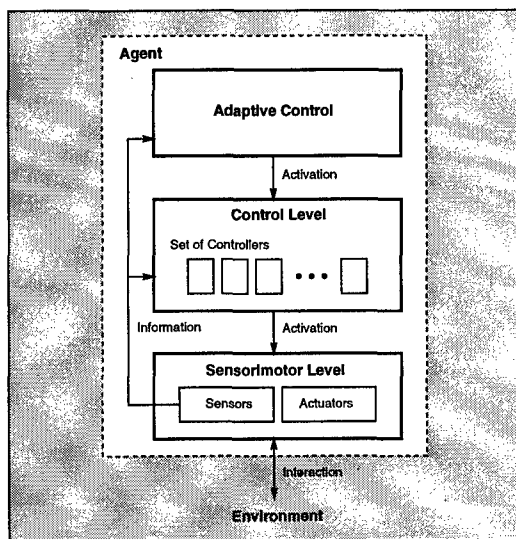 Agent
Adaptive Control
Activation
Control Level
Set of Controllers
Information
Activation
SensorImotor Level
Sensors
Actuators
Interaction
Environment